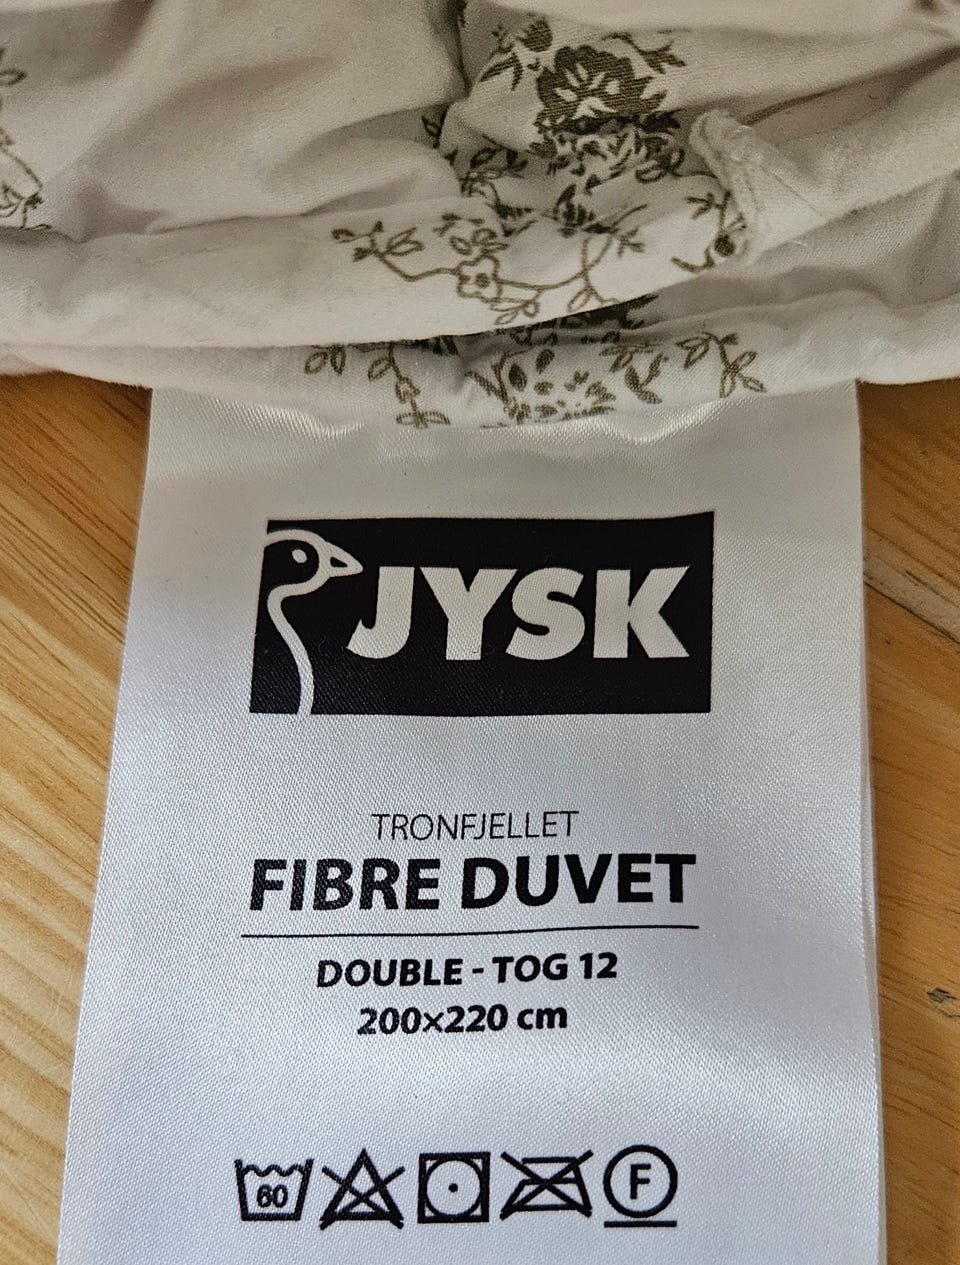 JYSK
TRONFJELLET
FIBRE DUVET
DOUBLE - TOG 12
200×220 cm
60 F